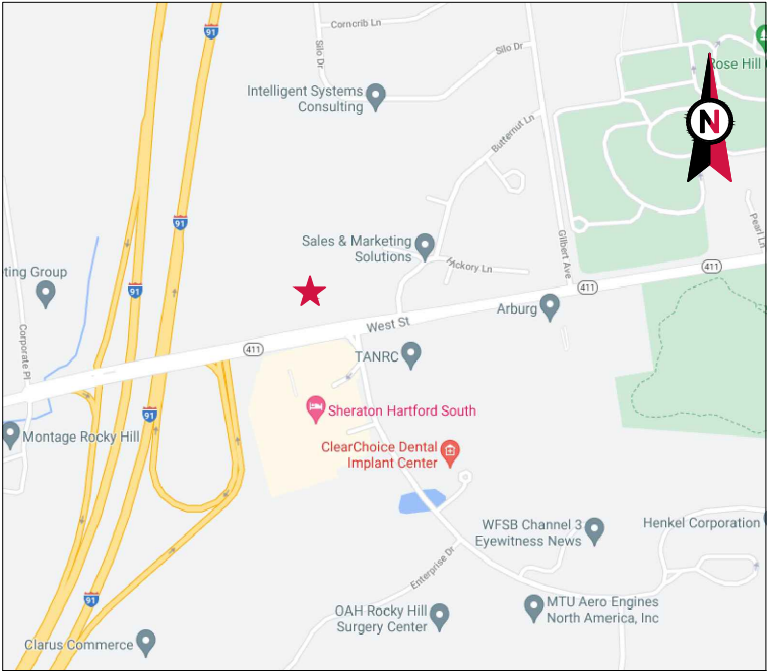 Corncrib Ln
91
Silo Dr
Silo Dr
Rose Hill
Intelligent Systems
Consulting
N
Butternut Ln
91
Pearl Ln
Gilbert Ave
Sales & Marketing
Solutions
Hickory Ln
411
ting Group
91
411
Arburg
West St
411
Corporate Pl
TANRC
Sheraton Hartford South
91
Montage Rocky Hill
ClearChoice Dental
Implant Center
WFSB Channel 3
Eyewitness News
Henkel Corporation
Enterprise Dr
91
OAH Rocky Hill
Surgery Center
MTU Aero Engines
North America, Inc
Clarus Commerce